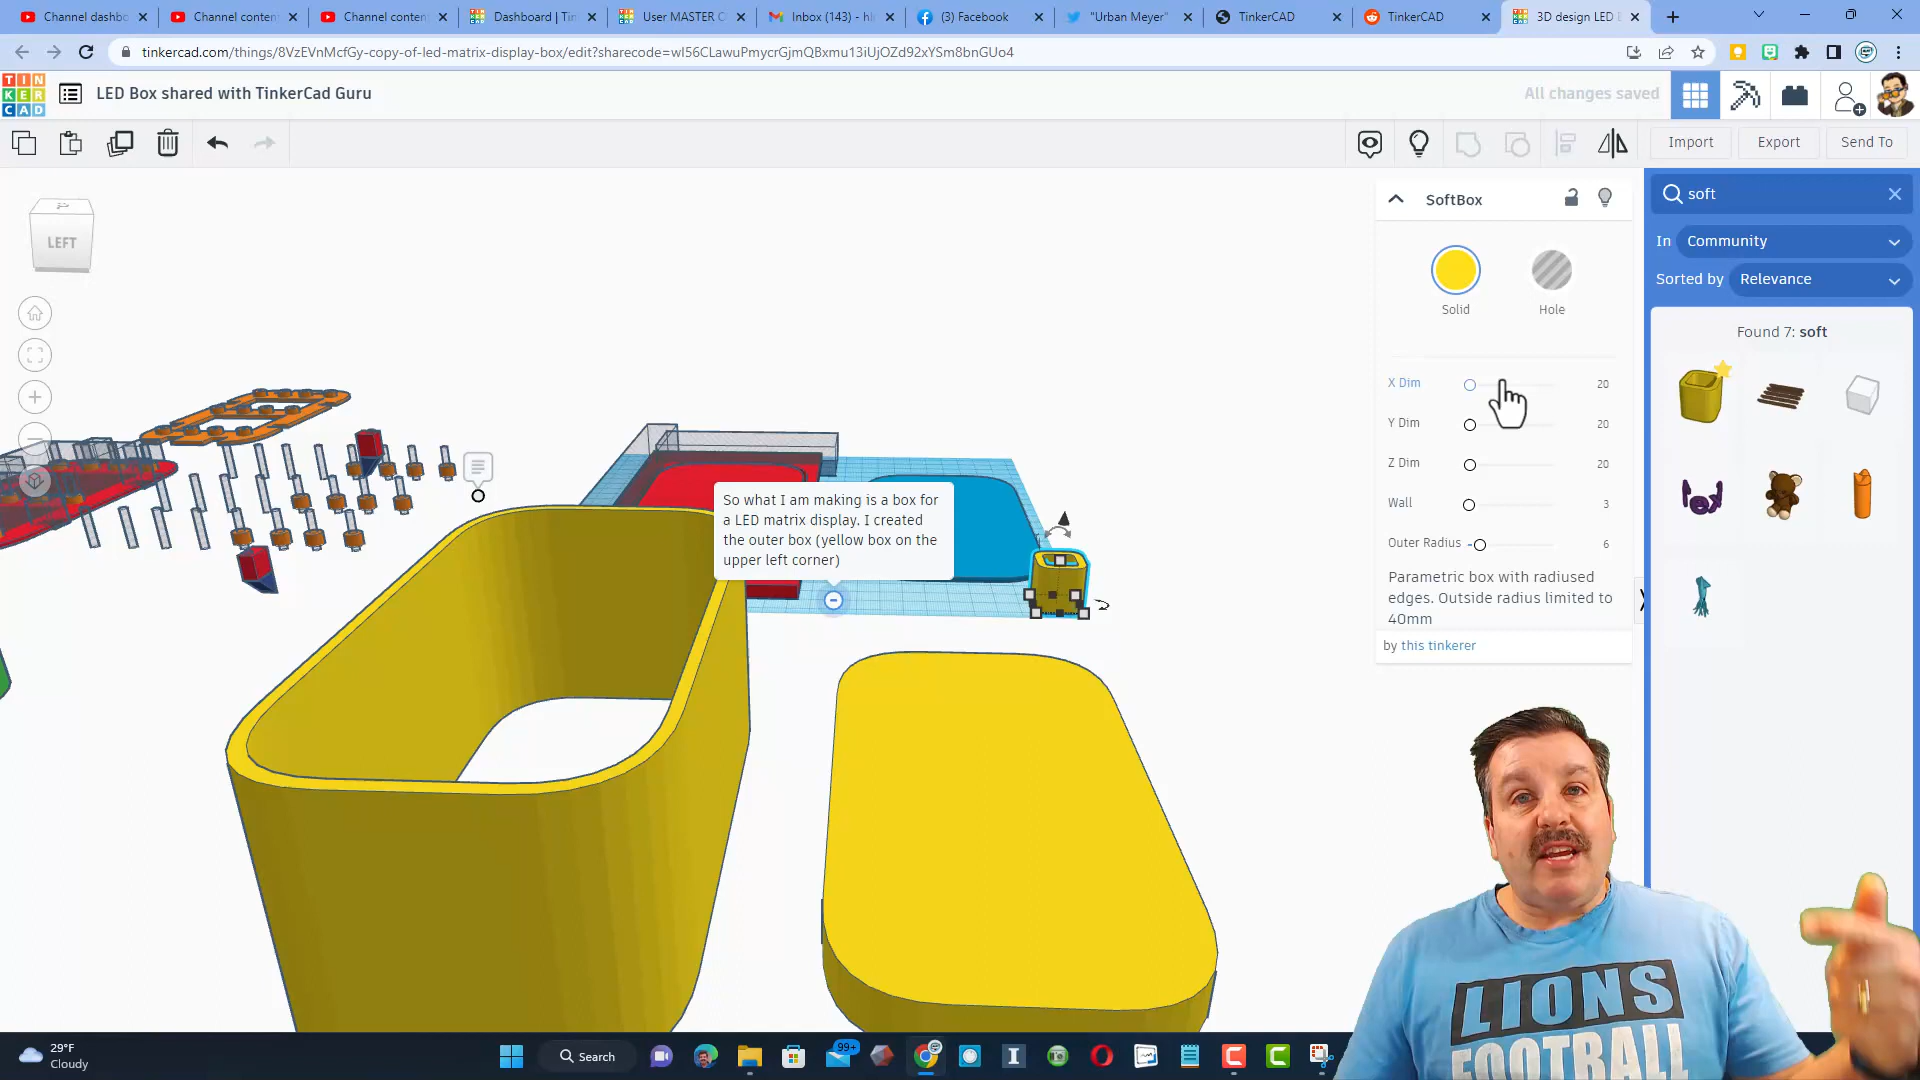 Channel dashbo
Channel conten
Channel conten
Dashboard | Tin
User MASTER C
Inbox (143) - hl
(3) Facebook
"Urban Meyer"
TinkerCAD
TinkerCAD
3D design LED B
tinkercad.com/things/8VzEVnMcfGy-copy-of-led-matrix-display-box/edit?sharecode=wI56CLawuPmycrGjmQBxmu13iUjOZd92xYSm8bnGUo4
TIN
KER
CAD
LED Box shared with TinkerCad Guru
All changes saved
Import
Export
Send To
LEFT
SoftBox
Solid
Hole
X Dim 20
Y Dim 20
Z Dim 20
Wall 3
Outer Radius 6
Parametric box with radiused
edges. Outside radius limited to
40mm
by this tinkerer
soft
In Community
Sorted by Relevance
Found 7: soft
So what I am making is a box for
a LED matrix display. I created
the outer box (yellow box on the
upper left corner)
LIONS
FOOTBALL
29°F
Cloudy
Search
99+